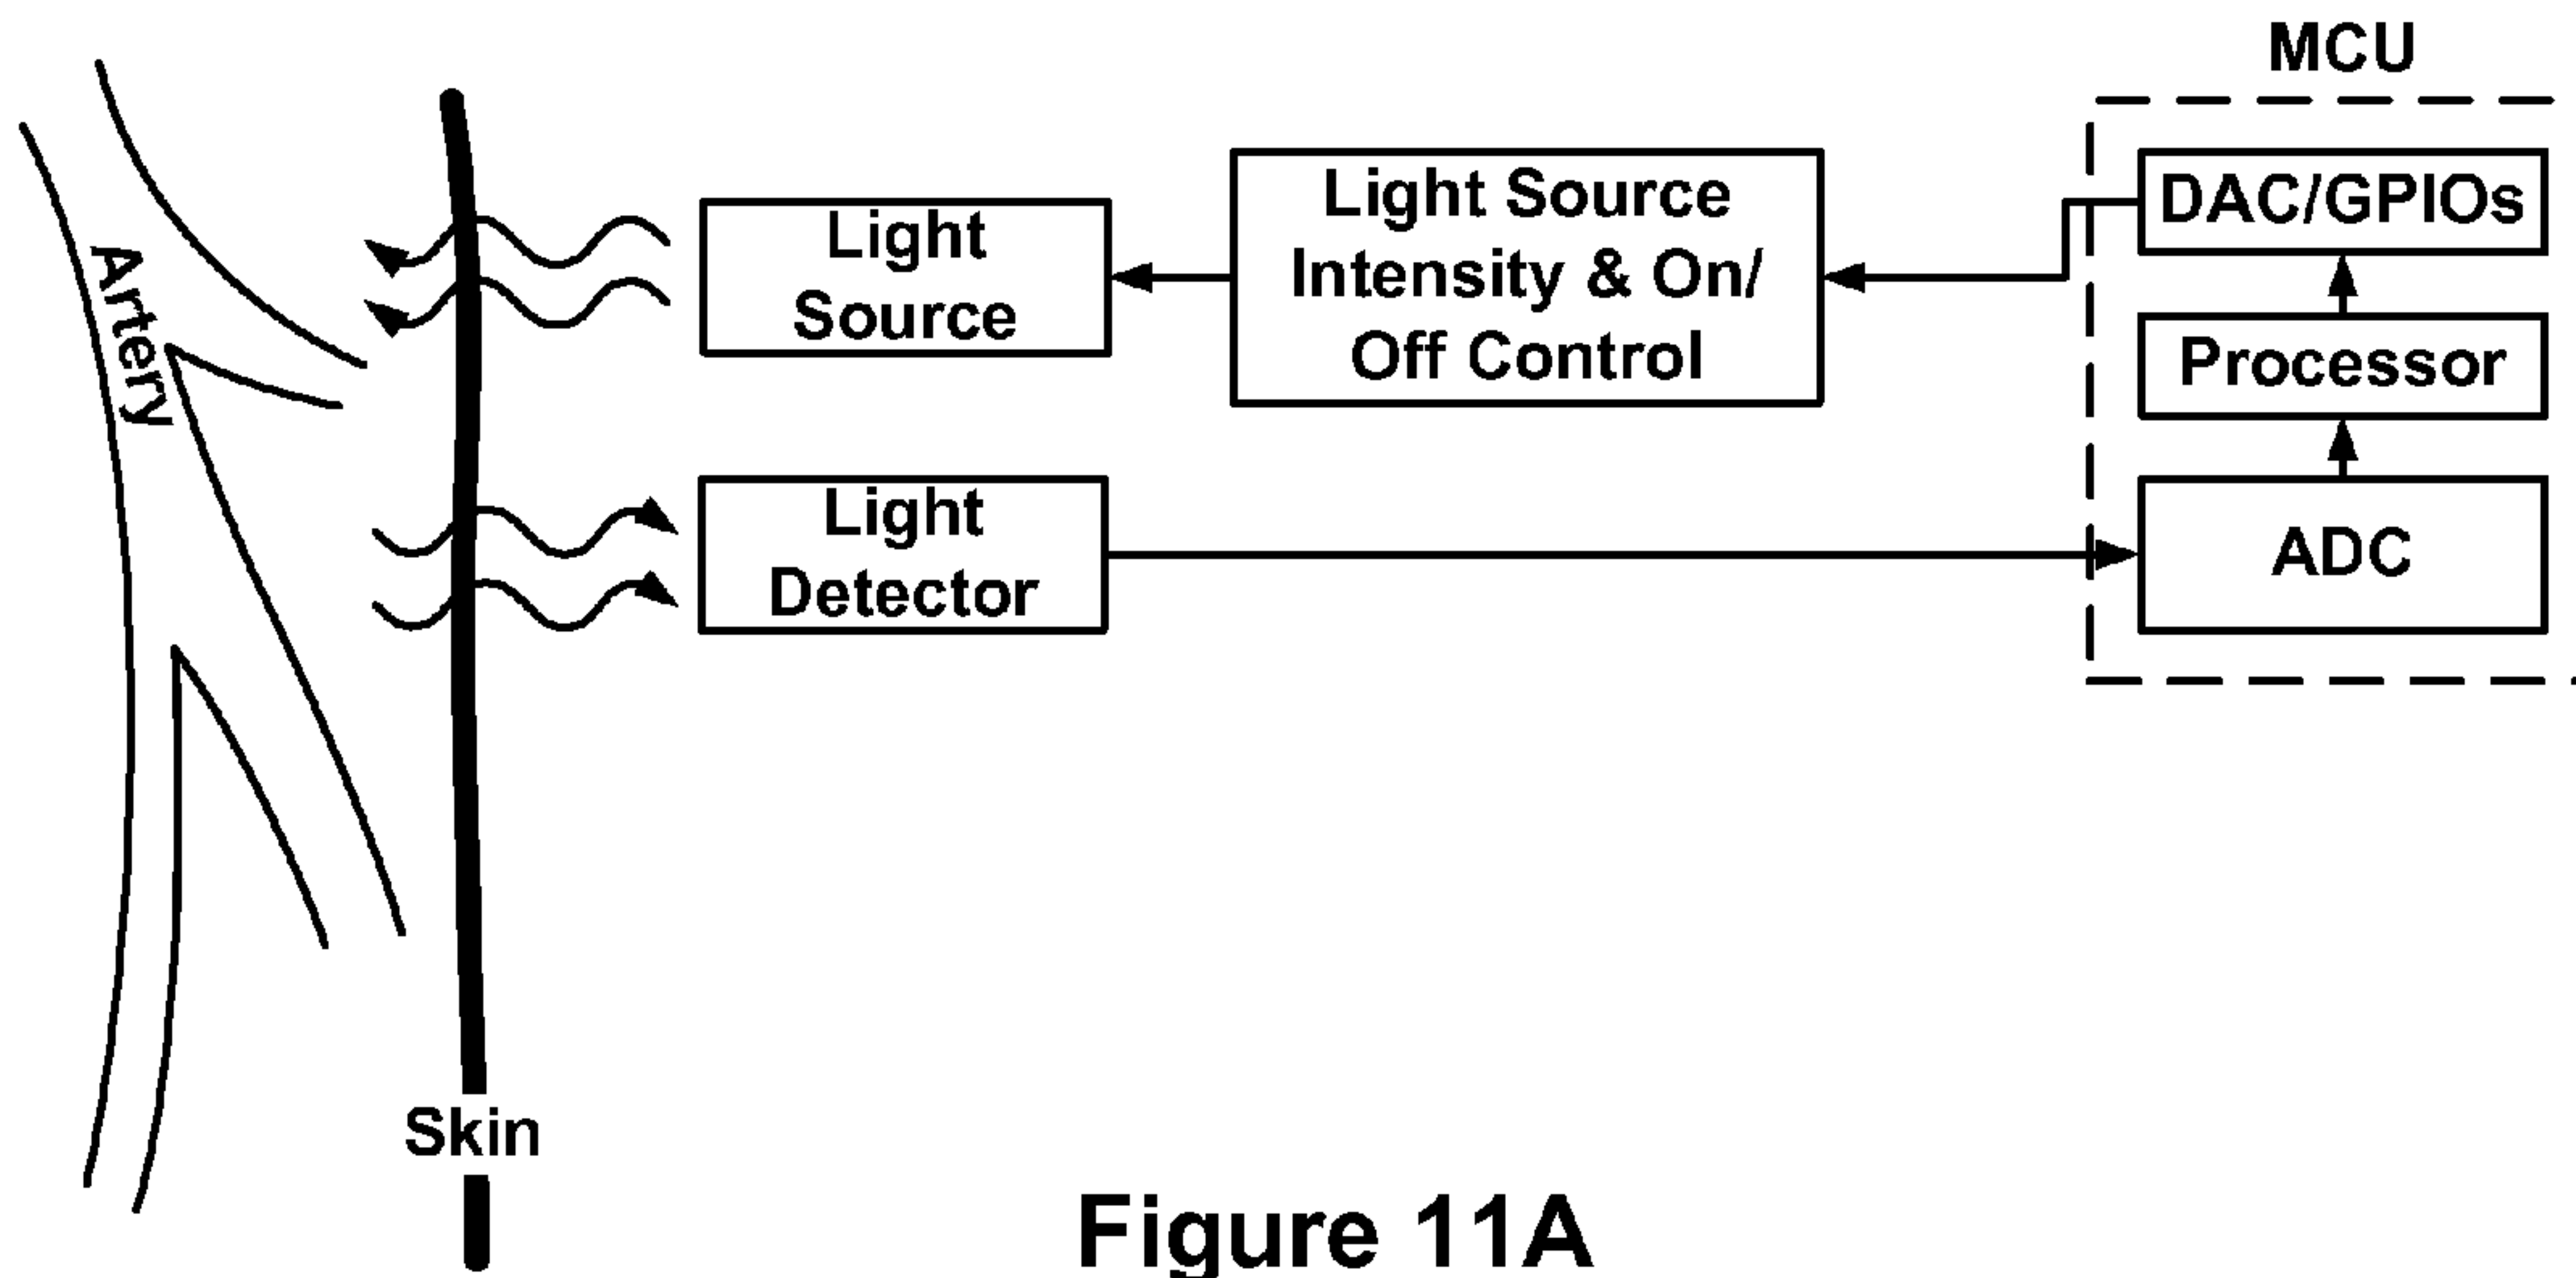 MCU
Light Source
Intensity & On/
Off Control
DAC/GPIOs
Light
Source
Artery
Processor
Light
Detector
ADC
Skin
Figure 11A